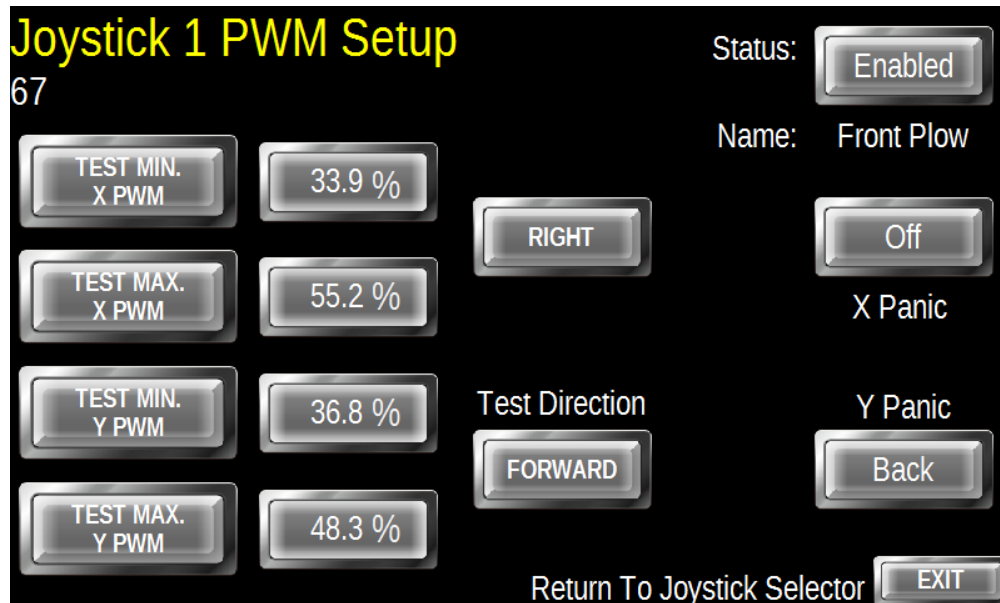 Joystick 1 PWM Setup
67
Status:
Enabled
Name:
Front Plow
TEST MIN.
X PWM
33.9 %
RIGHT
Off
X Panic
TEST MAX.
X PWM
55.2 %
TEST MIN.
Y PWM
36.8 %
Test Direction
FORWARD
Y Panic
Back
TEST MAX.
Y PWM
48.3 %
Return To Joystick Selector
EXIT